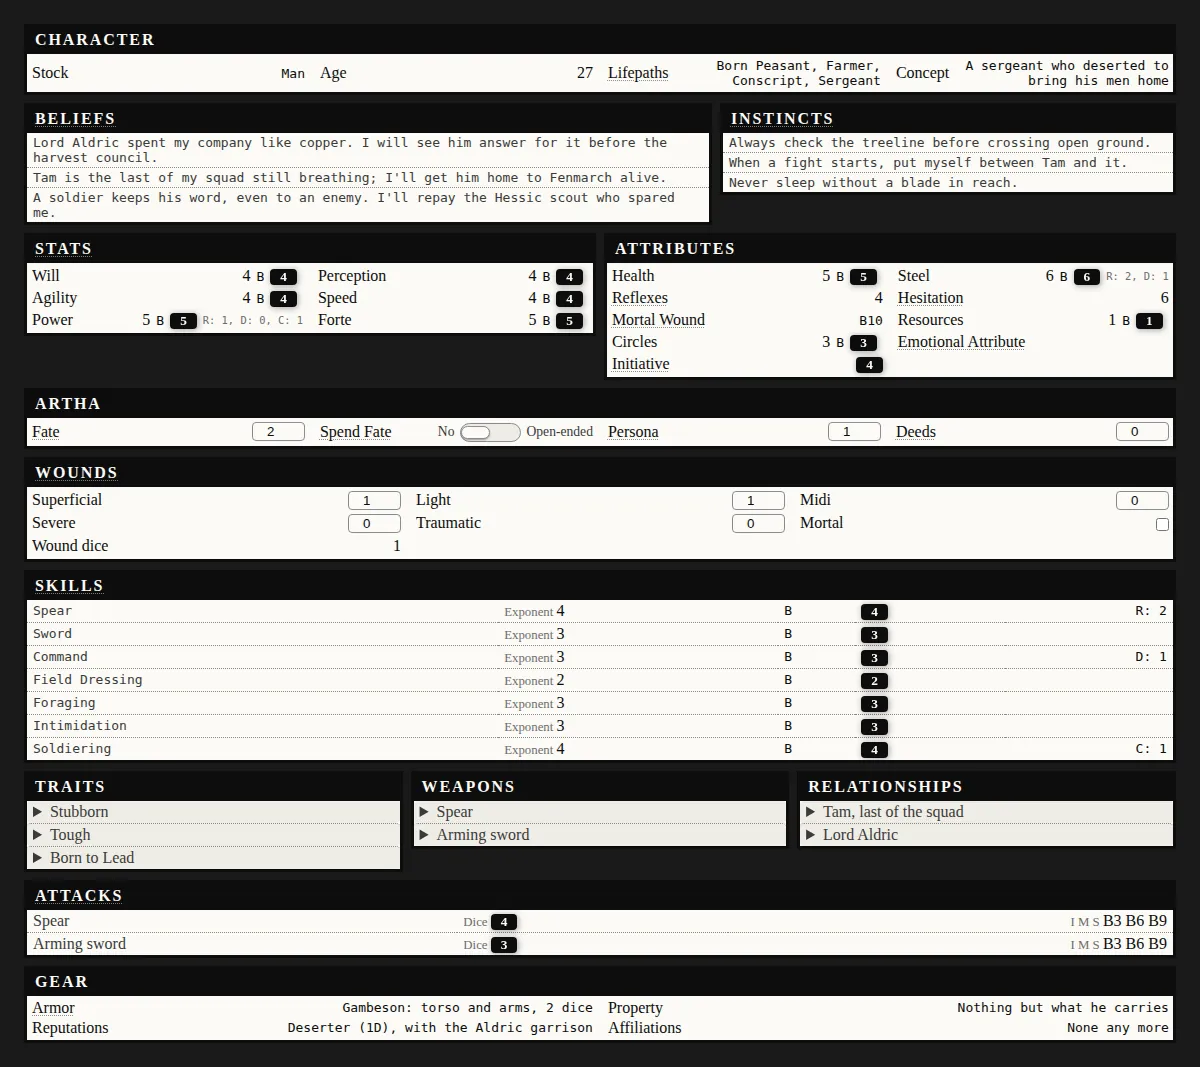 CHARACTER
Stock Man Age 27 Lifepaths Born Peasant, Farmer, Conscript, Sergeant Concept A sergeant who deserted to bring his men home
BELIEFS
Lord Aldric spent my company like copper. I will see him answer for it before the
harvest council.
Tam is the last of my squad still breathing; I'll get him home to Fenmarch alive.
A soldier keeps his word, even to an enemy. I'll repay the Hessic scout who spared
me.
INSTINCTS
Always check the treeline before crossing open ground.
When a fight starts, put myself between Tam and it.
Never sleep without a blade in reach.
STATS
Will 4 B 4 Perception 4 B 4
Agility 4 B 4 Speed 4 B 4
Power 5 B 5 R: 1, D: 0, C: 1 Forte 5 B 5
ATTRIBUTES
Health 5 B 5 Steel 6 B 6 R: 2, D: 1
Reflexes 4 Hesitation 6
Mortal Wound B10 Resources 1 B 1
Circles 3 B 3 Emotional Attribute
Initiative 4
ARTHA
Fate 2 Spend Fate No Open-ended Persona 1 Deeds 0
WOUNDS
Superficial 1 Light 1 Midi 0
Severe 0 Traumatic 0 Mortal
Wound dice 1
SKILLS
Spear Exponent 4 B 4 R: 2
Sword Exponent 3 B 3
Command Exponent 3 B 3 D: 1
Field Dressing Exponent 2 B 2
Foraging Exponent 3 B 3
Intimidation Exponent 3 B 3
Soldiering Exponent 4 B 4 C: 1
TRAITS
Stubborn
Tough
Born to Lead
WEAPONS
Spear
Arming sword
RELATIONSHIPS
Tam, last of the squad
Lord Aldric
ATTACKS
Spear Dice 4 I M S B3 B6 B9
Arming sword Dice 3 I M S B3 B6 B9
GEAR
Armor Gambeson: torso and arms, 2 dice Property Nothing but what he carries
Reputations Deserter (1D), with the Aldric garrison Affiliations None any more